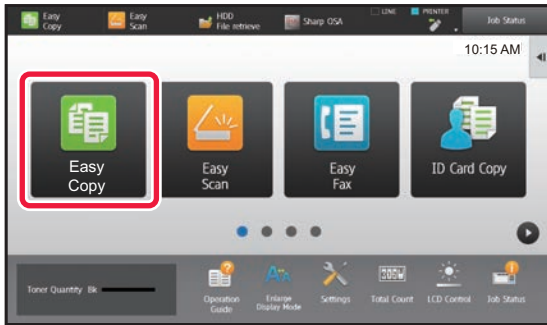 Easy
Copy
Easy
Scan
HDD
File retrieve
Sharp OSA
LINE
PRINTER
Job Status
10:15 AM
Easy
Copy
Easy
Scan
Easy
Fax
ID Card Copy
Toner Quantity Bk
Operation
Guide
Enlarge
Display Mode
Settings
Total Count
LCD Control
Job Status